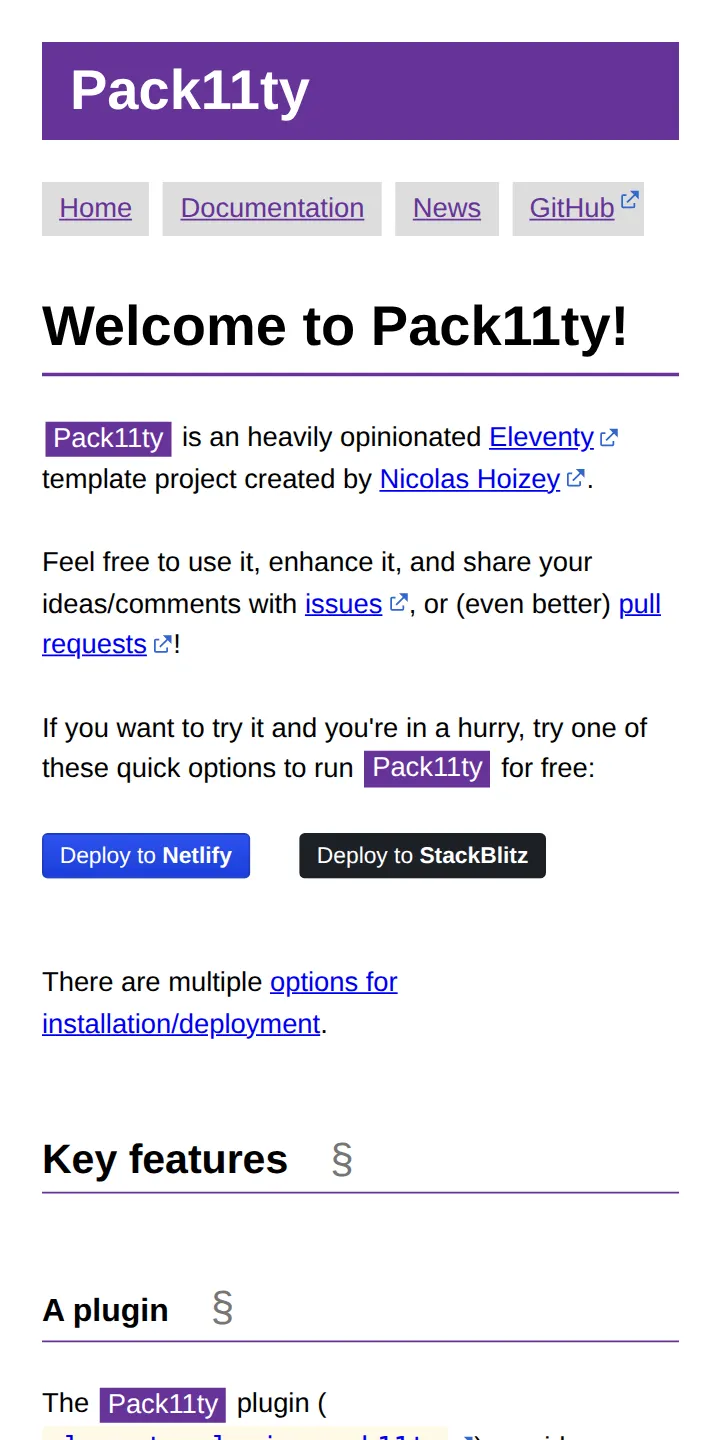 Pack11ty
Home Documentation News GitHub
Welcome to Pack11ty!
Pack11ty is an heavily opinionated Eleventy
template project created by Nicolas Hoizey.
Feel free to use it, enhance it, and share your
ideas/comments with issues, or (even better) pull
requests!
If you want to try it and you're in a hurry, try one of
these quick options to run Pack11ty for free:
Deploy to Netlify Deploy to StackBlitz
There are multiple options for
installation/deployment.
Key features §
A plugin §
The Pack11ty plugin (